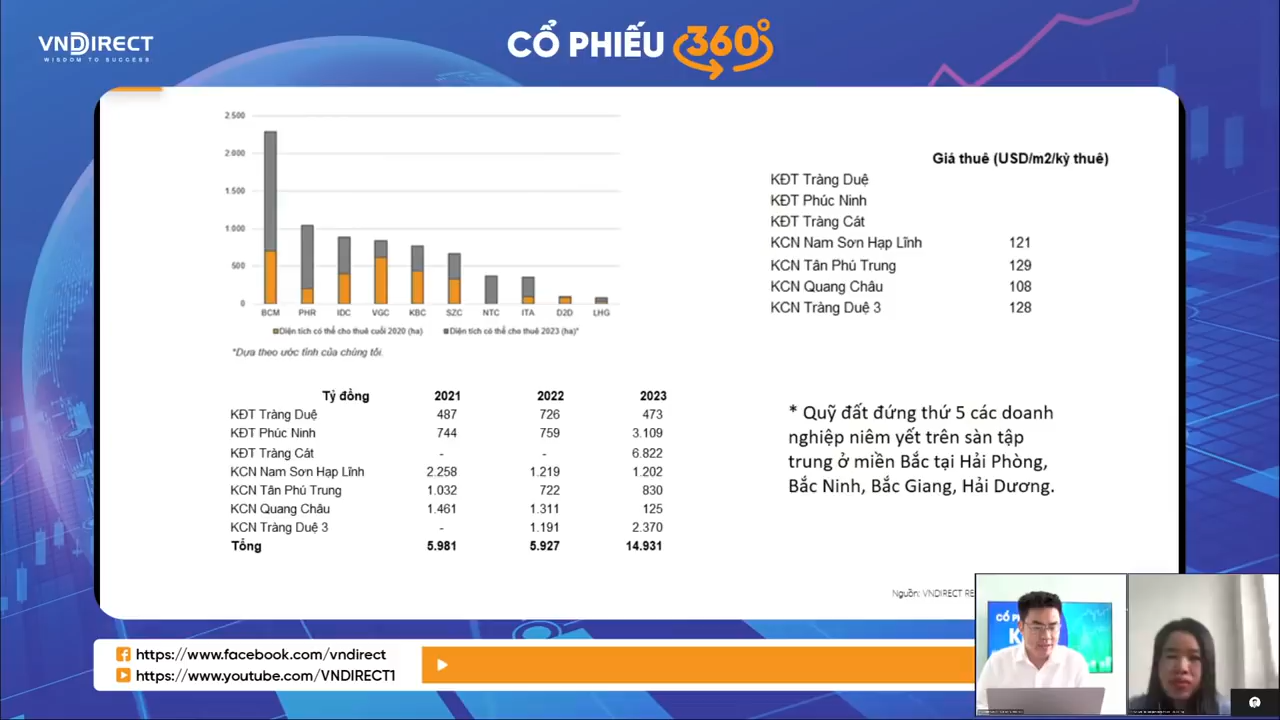 VNDIRECT
WISDOM TO SUCCESS
CỔ PHIẾU 360°
2.500
2.000
1.500
1.000
500
0
BCM PHR IDC VGC KBC SZC NTC ITA D2D LHG
Diện tích có thể cho thuê cuối 2020 (ha) Diện tích có thể cho thuê 2023 (ha)*
*Dựa theo ước tính của chúng tôi.
Giá thuê (USD/m2/kỳ thuê)
KĐT Tràng Duệ
KĐT Phúc Ninh
KĐT Tràng Cát
KCN Nam Sơn Hạp Lĩnh 121
KCN Tân Phú Trung 129
KCN Quang Châu 108
KCN Tràng Duệ 3 128
Tỷ đồng 2021 2022 2023
KĐT Tràng Duệ 487 726 473
KĐT Phúc Ninh 744 759 3.109
KĐT Tràng Cát - - 6.822
KCN Nam Sơn Hạp Lĩnh 2.258 1.219 1.202
KCN Tân Phú Trung 1.032 722 830
KCN Quang Châu 1.461 1.311 125
KCN Tràng Duệ 3 - 1.191 2.370
Tổng 5.981 5.927 14.931
* Quỹ đất đứng thứ 5 các doanh
nghiệp niêm yết trên sàn tập
trung ở miền Bắc tại Hải Phòng,
Bắc Ninh, Bắc Giang, Hải Dương.
Nguồn: VNDIRECT RE
CỔ PH
K
https://www.facebook.com/vndirect
https://www.youtube.com/VNDIRECT1